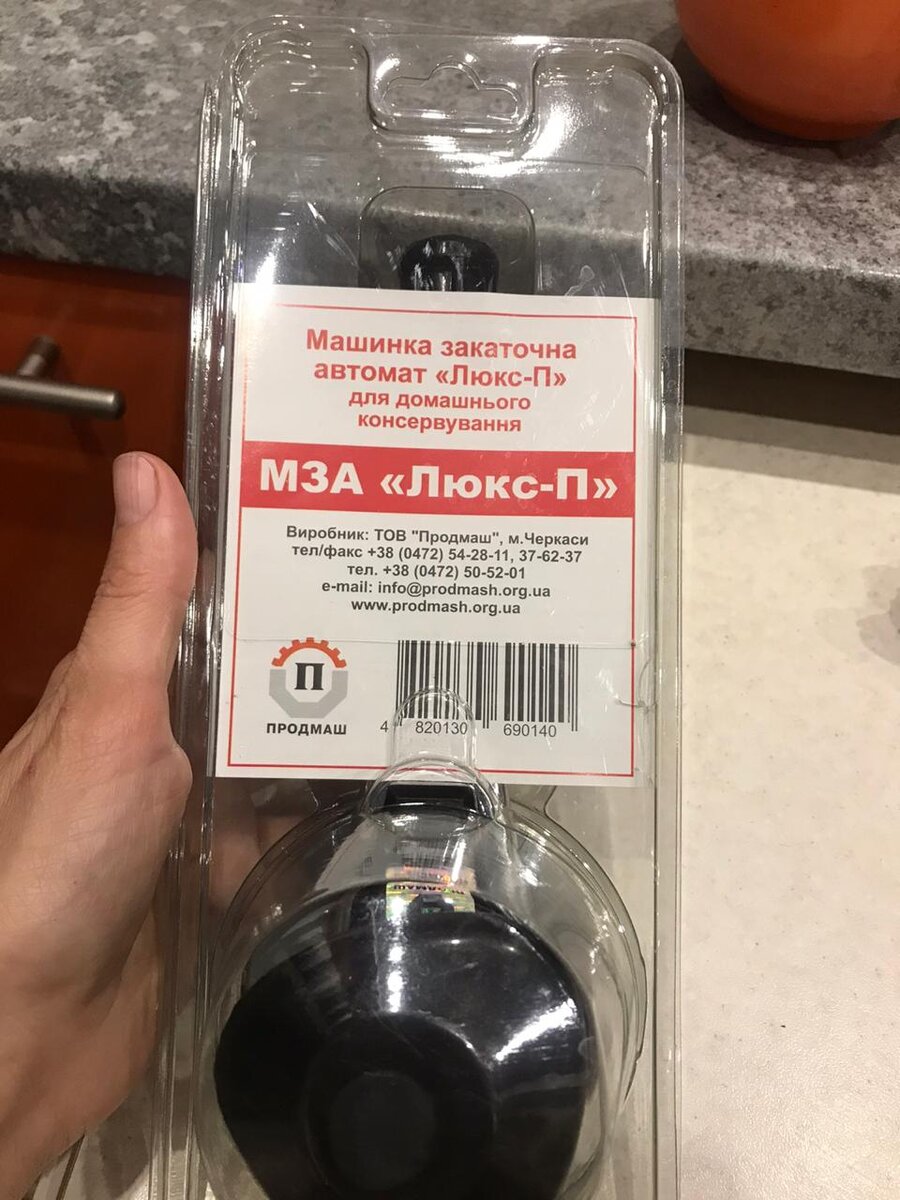 Машинка закаточна
автомат «Люкс-П»
для домашнього
консервування
МЗА «Люкс-П»
Виробник: ТОВ "Продмаш", м.Черкаси
тел/факс +38 (0472) 54-28-11, 37-62-37
тел. +38 (0472) 50-52-01
e-mail: info@prodmash.org.ua
www.prodmash.org.ua
П
ПРОДМАШ
4 820130 690140
ПРОДМАШ